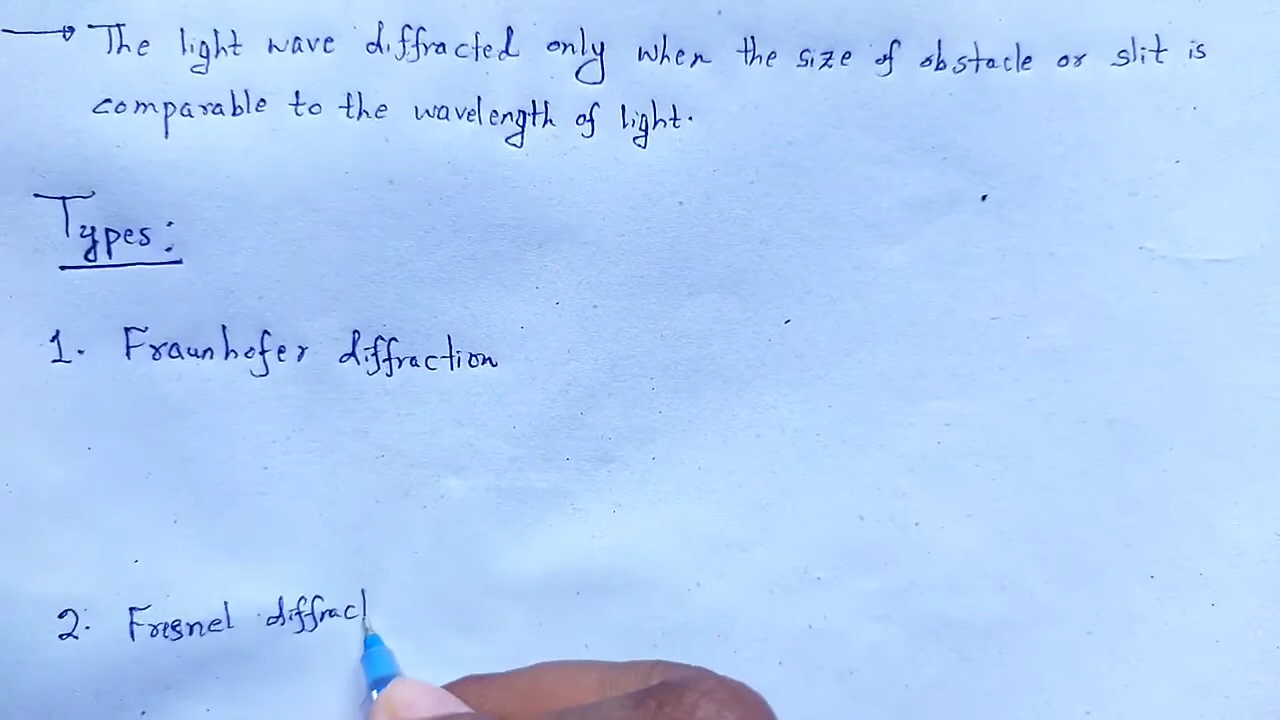 The light wave diffracted only when the size of obstacle or slit is
comparable to the wavelength of light.
Types:
1. Fraunhofer diffraction
2. Fresnel diffract